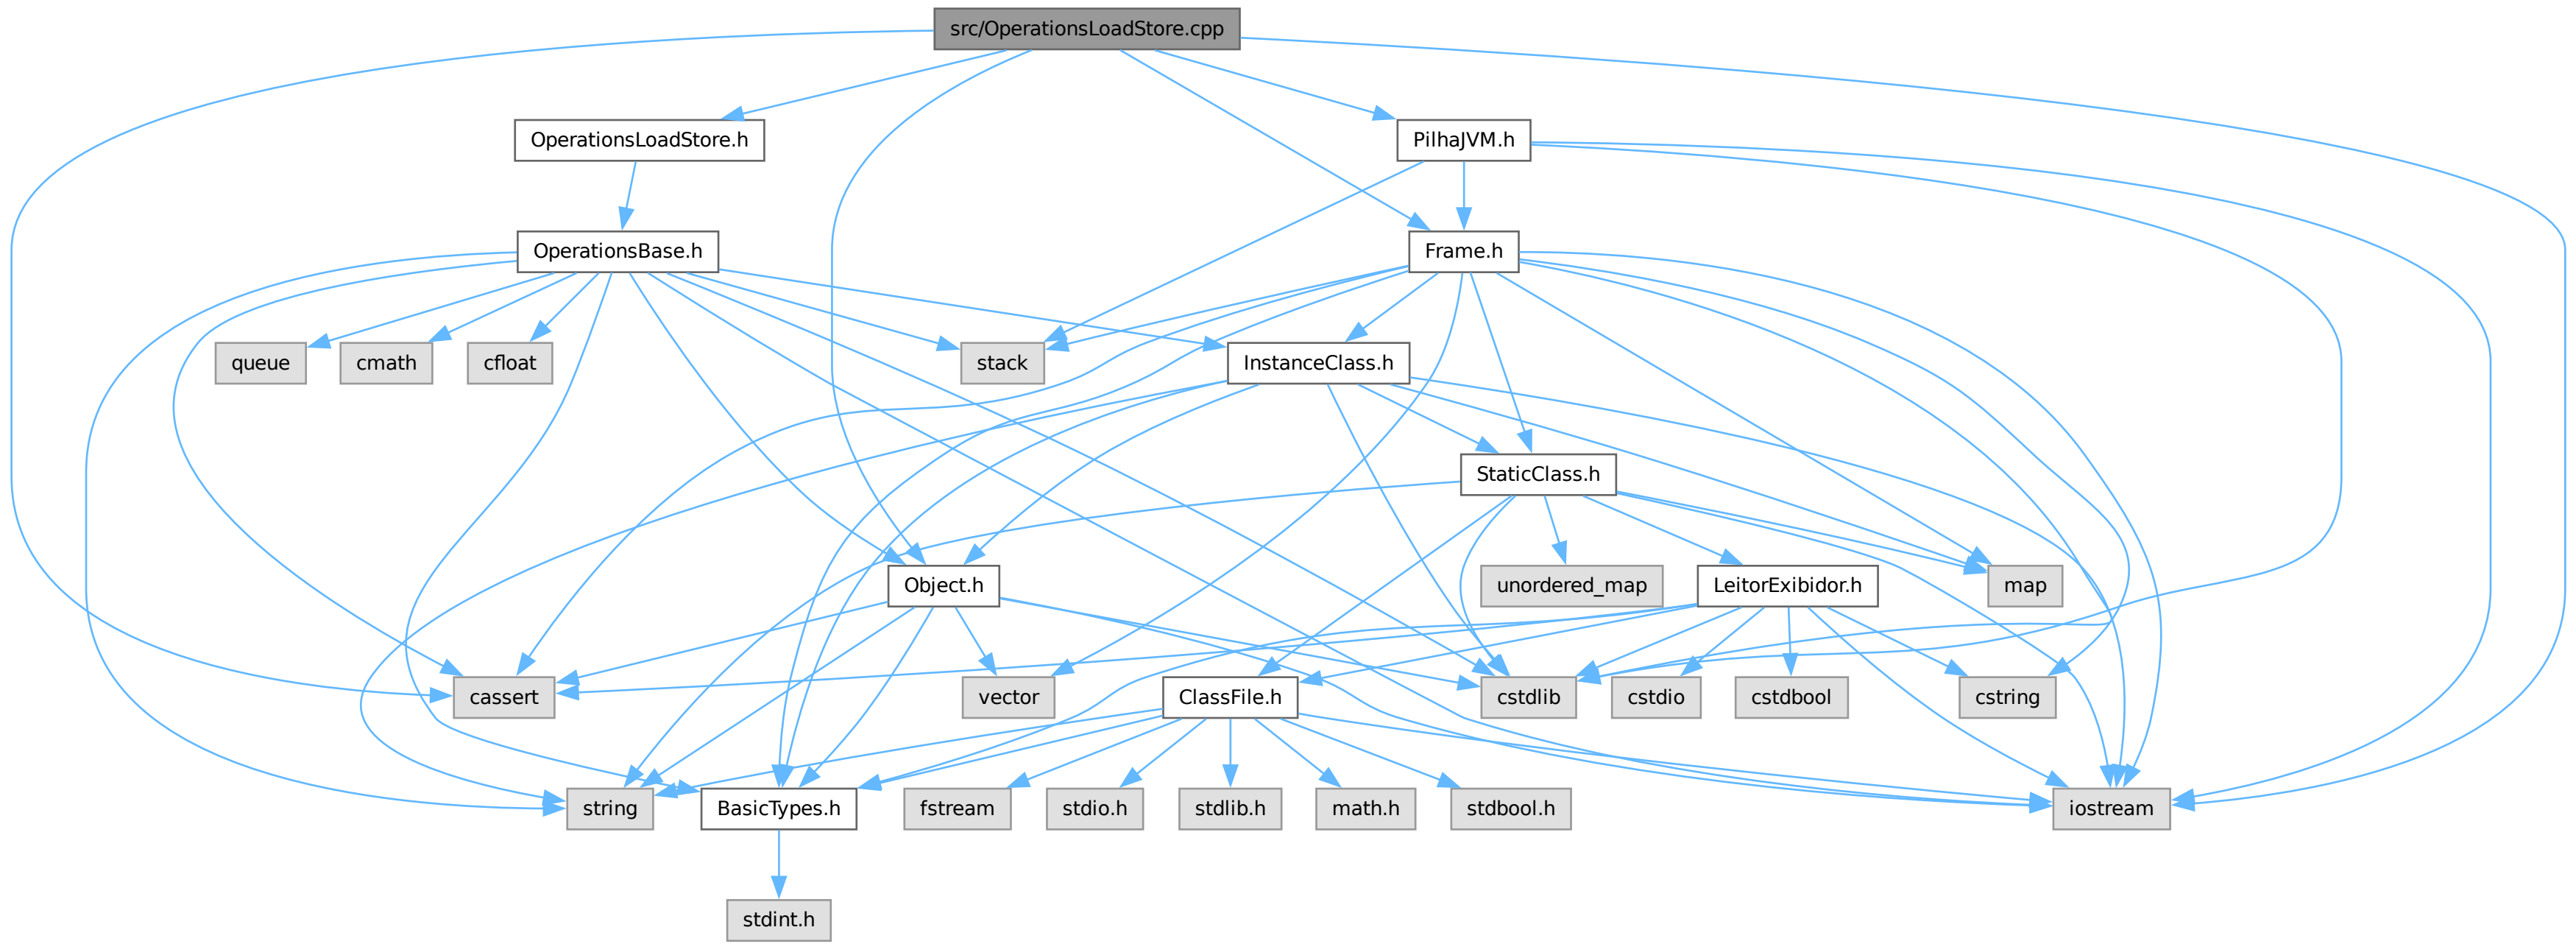 src/OperationsLoadStore.cpp
OperationsLoadStore.h
PilhaJVM.h
OperationsBase.h
Frame.h
queue
cmath
cfloat
stack
InstanceClass.h
StaticClass.h
Object.h
unordered_map
LeitorExibidor.h
map
cassert
vector
ClassFile.h
cstdlib
cstdio
cstdbool
cstring
string
BasicTypes.h
fstream
stdio.h
stdlib.h
math.h
stdbool.h
iostream
stdint.h